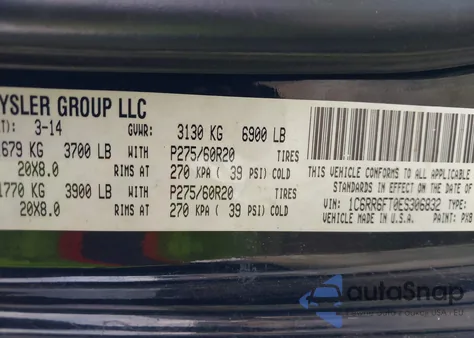 YSLER GROUP LLC
T): 3-14 GVWR: 3130 KG 6900 LB
679 KG 3700 LB WITH P275/60R20 TIRES
20X8.0 RIMS AT 270 KPA ( 39 PSI) COLD
1770 KG 3900 LB WITH P275/60R20 TIRES
20X8.0 RIMS AT 270 KPA ( 39 PSI) COLD
THIS VEHICLE CONFORMS TO ALL APPLICABL
STANDARDS IN EFFECT ON THE DATE OF
VIN: 1C6RR6FT0ES306832 TYPE:
VEHICLE MADE IN U.S.A. PAINT: PX8
autoSnap